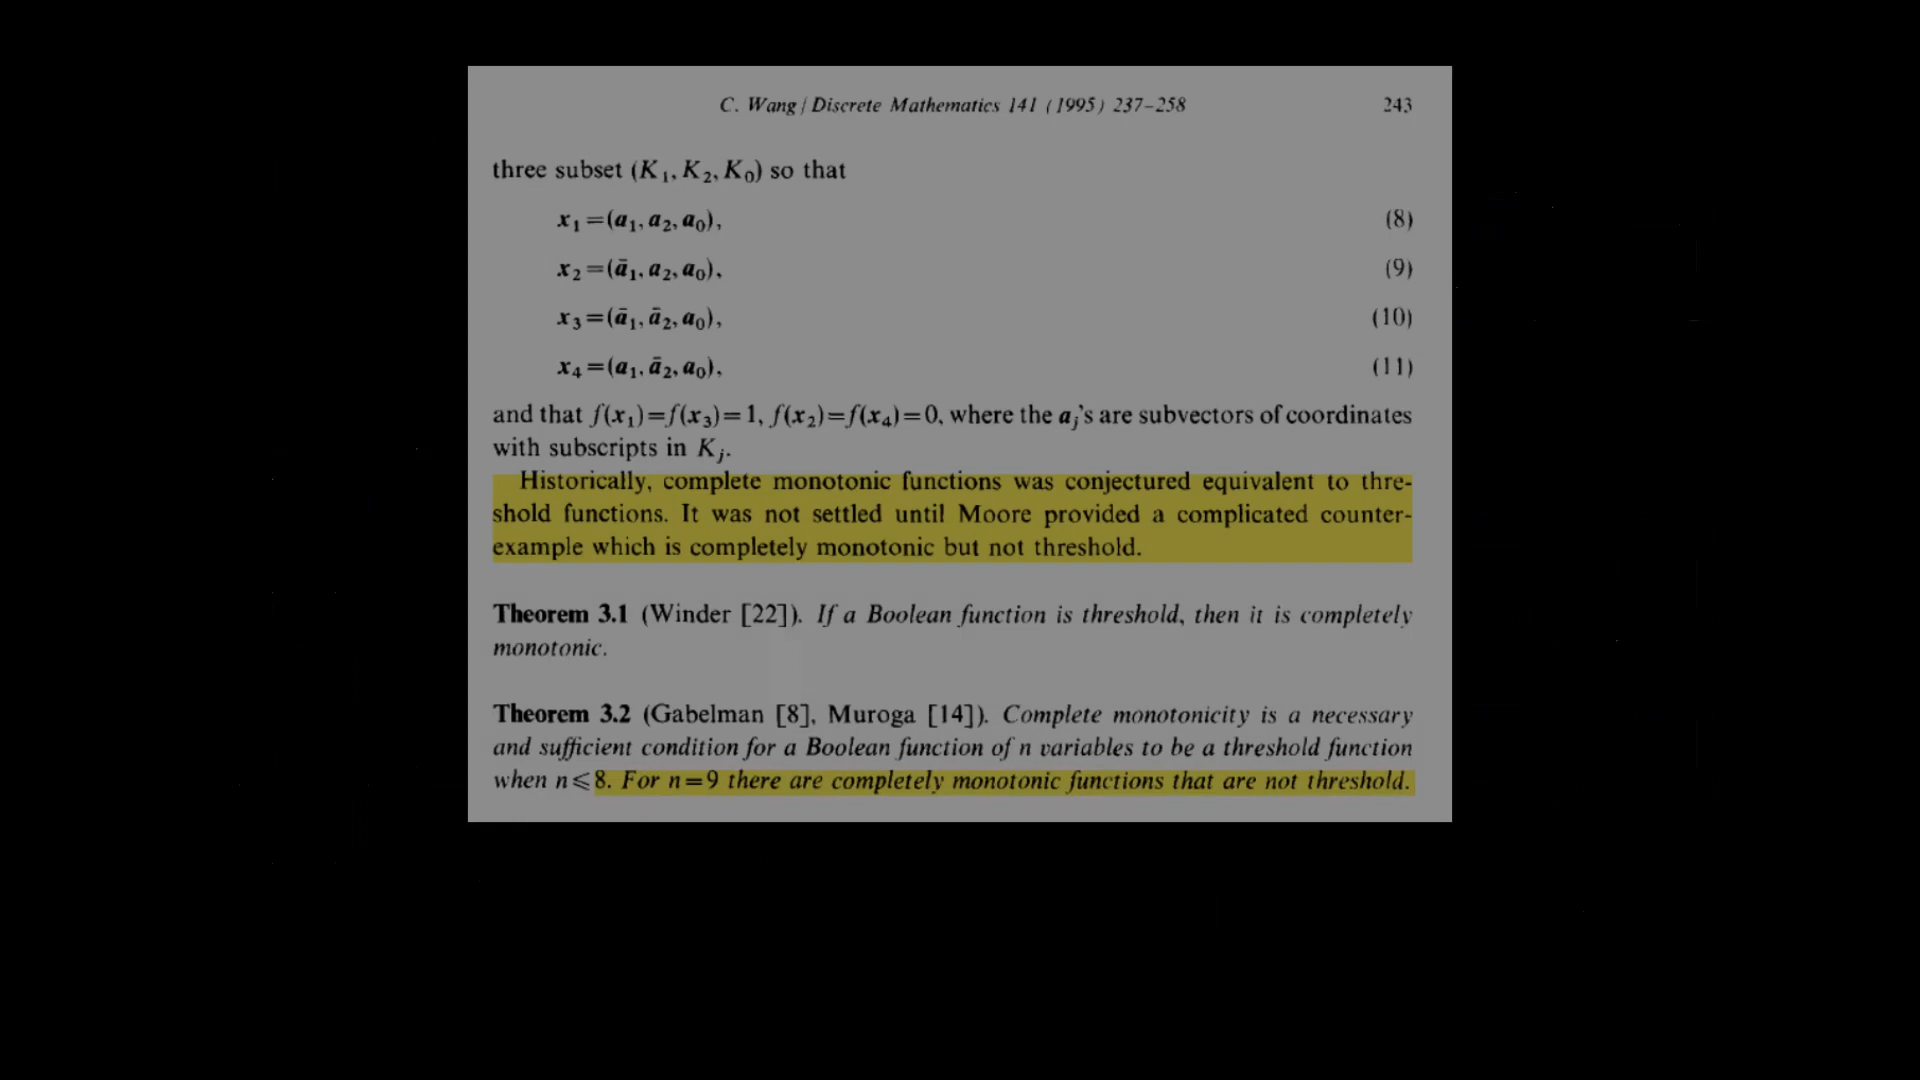 C. Wang / Discrete Mathematics 141 (1995) 237–258 243
three subset (K₁, K₂, K₀) so that
x₁=(a₁, a₂, a₀), (8)
x₂=(ā₁, a₂, a₀), (9)
x₃=(ā₁, ā₂, a₀), (10)
x₄=(a₁, ā₂, a₀), (11)
and that f(x₁)=f(x₃)=1, f(x₂)=f(x₄)=0, where the aⱼ's are subvectors of coordinates
with subscripts in Kⱼ.
Historically, complete monotonic functions was conjectured equivalent to thre-
shold functions. It was not settled until Moore provided a complicated counter-
example which is completely monotonic but not threshold.
Theorem 3.1 (Winder [22]). If a Boolean function is threshold, then it is completely
monotonic.
Theorem 3.2 (Gabelman [8], Muroga [14]). Complete monotonicity is a necessary
and sufficient condition for a Boolean function of n variables to be a threshold function
when n⩽8. For n=9 there are completely monotonic functions that are not threshold.